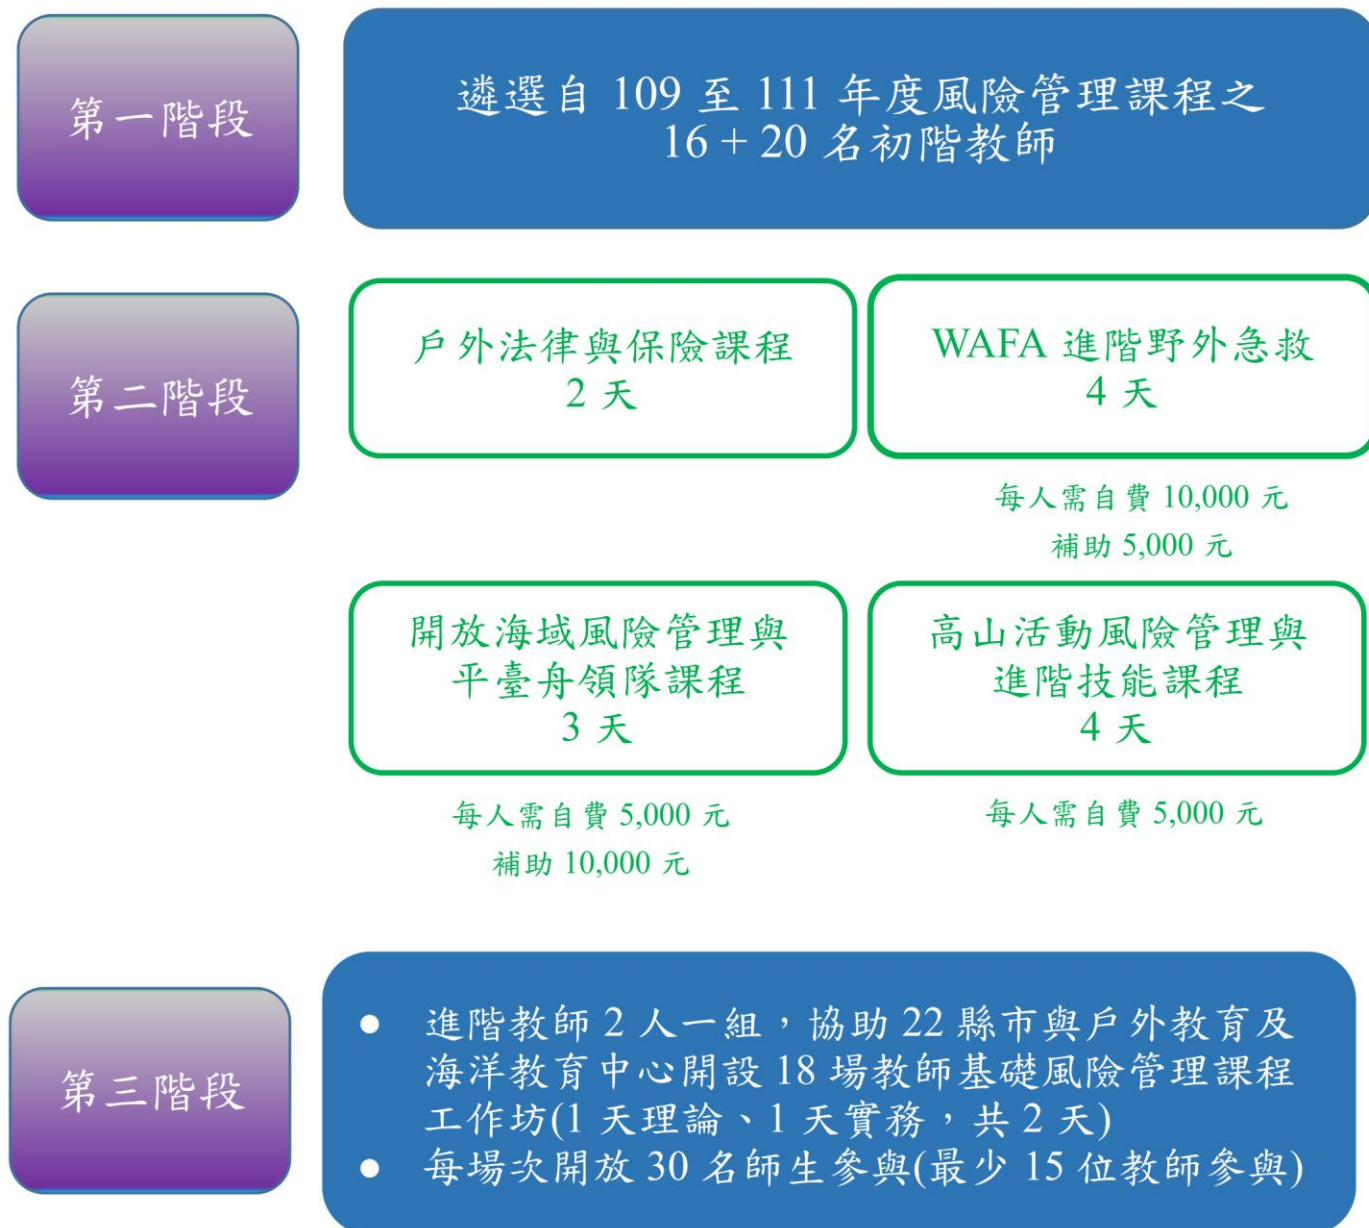 第一階段
遴選自 109 至 111 年度風險管理課程之
16 + 20 名初階教師
第二階段
戶外法律與保險課程
2 天
WAFA 進階野外急救
4 天
每人需自費 10,000 元
補助 5,000 元
開放海域風險管理與
平臺舟領隊課程
3 天
每人需自費 5,000 元
補助 10,000 元
高山活動風險管理與
進階技能課程
4 天
每人需自費 5,000 元
第三階段
● 進階教師 2 人一組，協助 22 縣市與戶外教育及
海洋教育中心開設 18 場教師基礎風險管理課程
工作坊(1 天理論、1 天實務，共 2 天)
● 每場次開放 30 名師生參與(最少 15 位教師參與)